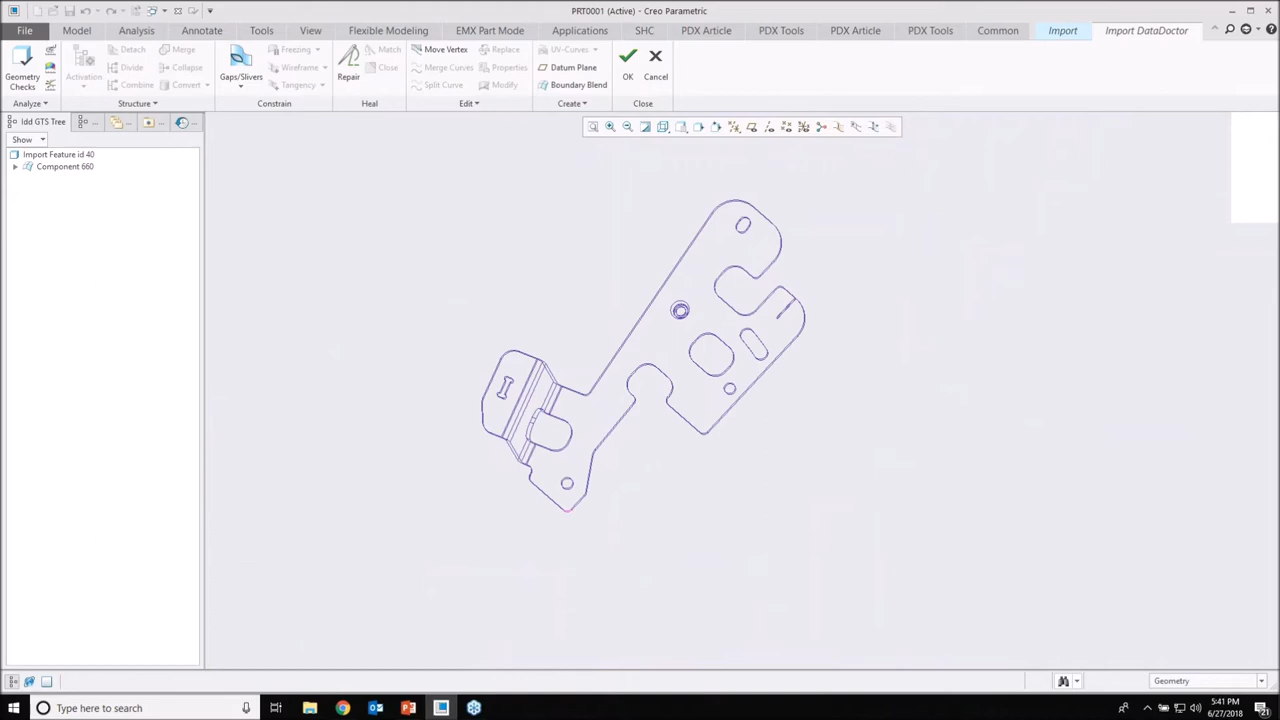 PRT0001 (Active) - Creo Parametric
File Model Analysis Annotate Tools View Flexible Modeling EMX Part Mode Applications SHC PDX Article PDX Tools PDX Article PDX Tools Common Import Import DataDoctor
Geometry Checks
Activation
Detach Merge
Divide Collapse
Combine Convert
Gaps/Slivers
Freezing
Wireframe
Tangency
Repair
Match
Close
Move Vertex Replace
Merge Curves Properties
Split Curve Modify
UV-Curves
Datum Plane
Boundary Blend
OK Cancel
Analyze Structure Constrain Heal Edit Create Close
Idd GTS Tree ... ... ... ...
Show
Import Feature id 40
Component 660
Geometry
Type here to search
5:41 PM
6/27/2018
21